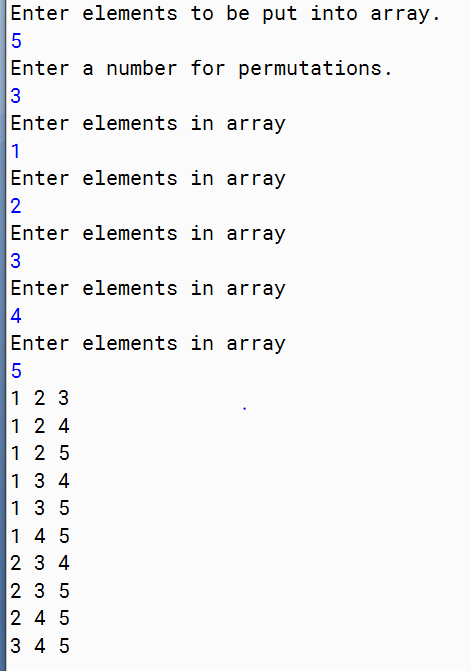 Enter elements to be put into array.
5
Enter a number for permutations.
3
Enter elements in array
1
Enter elements in array
2
Enter elements in array
3
Enter elements in array
4
Enter elements in array
5
1 2 3
1 2 4
1 2 5
1 3 4
1 3 5
1 4 5
2 3 4
2 3 5
2 4 5
3 4 5